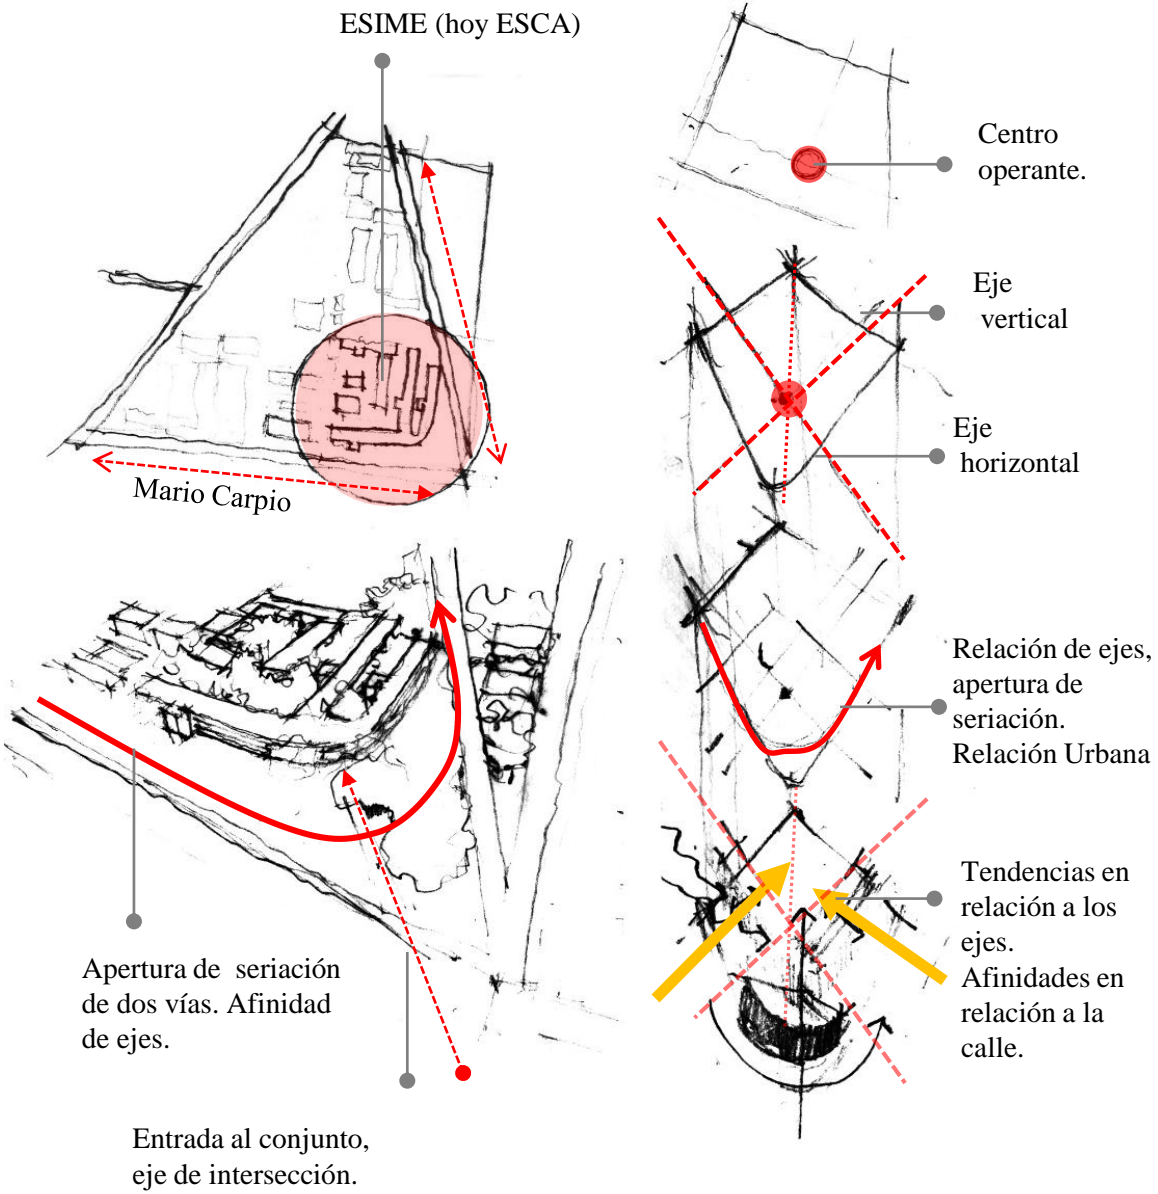 ESIME (hoy ESCA)
Mario Carpio
Apertura de seriación
de dos vías. Afinidad
de ejes.
Entrada al conjunto,
eje de intersección.
Centro
operante.
Eje
vertical
Eje
horizontal
Relación de ejes,
apertura de
seriación.
Relación Urbana
Tendencias en
relación a los
ejes.
Afinidades en
relación a la
calle.